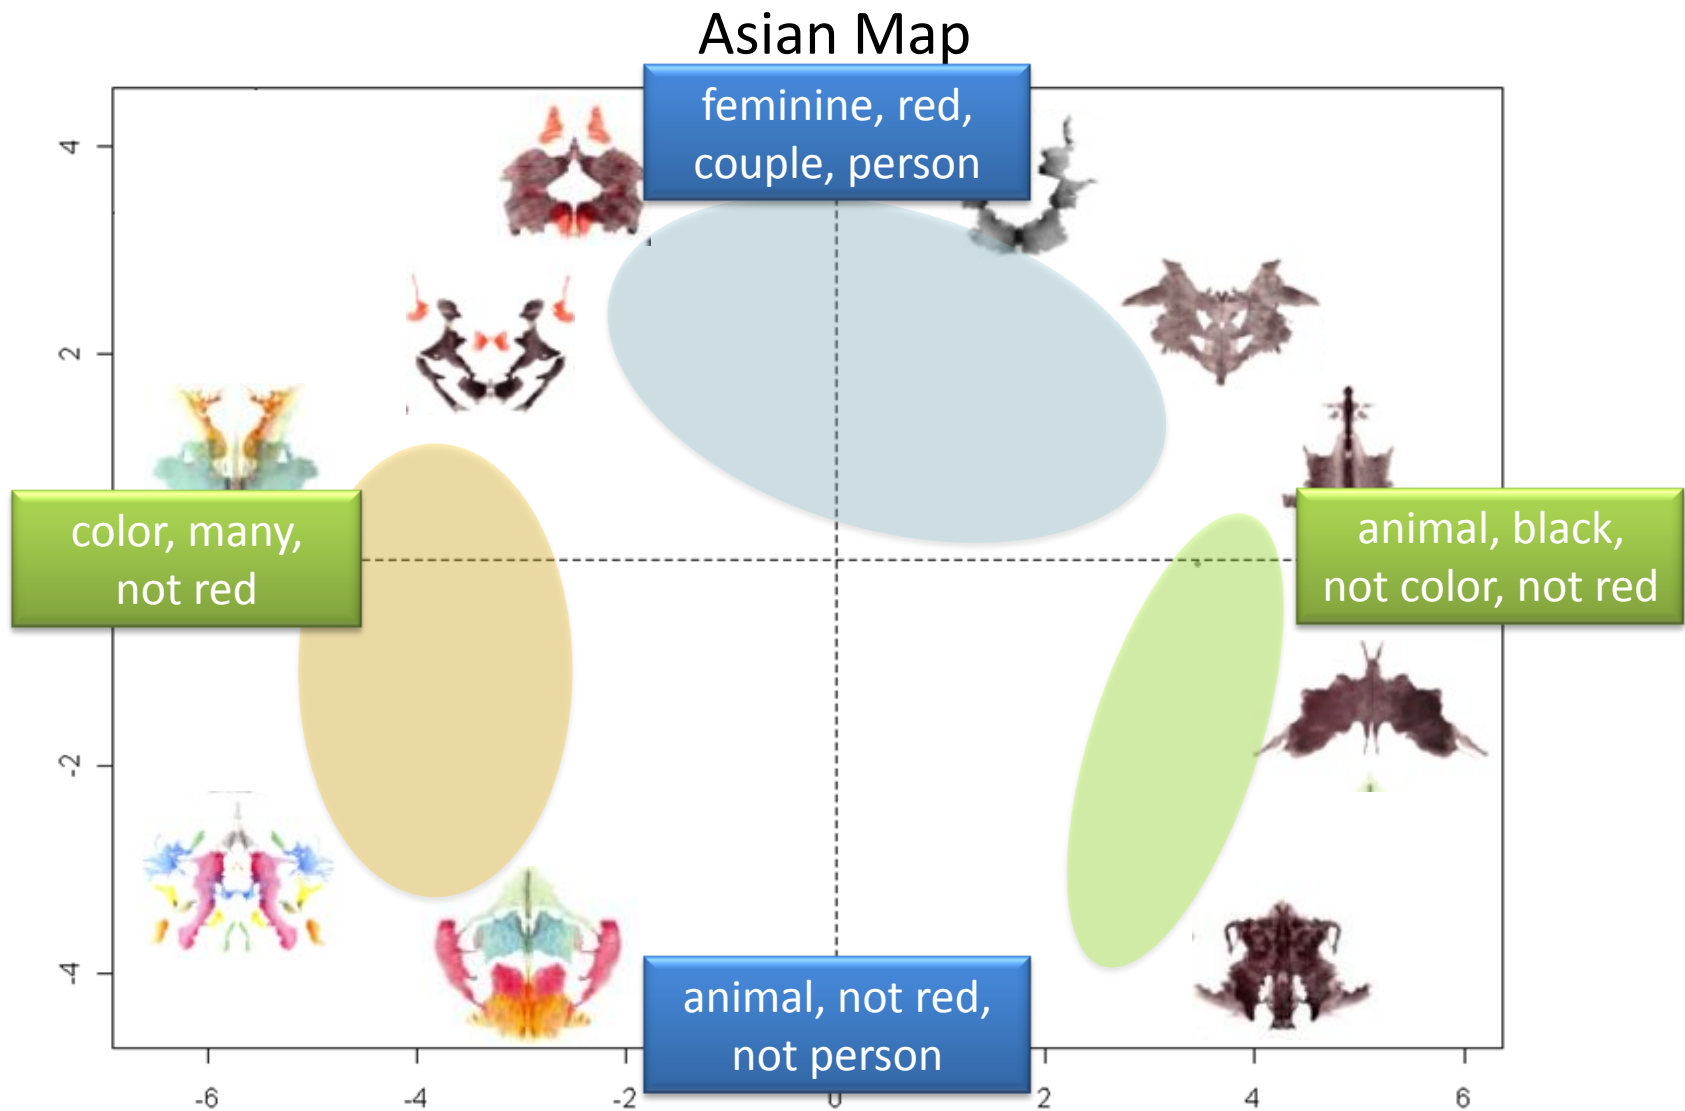 Asian Map
feminine, red,
couple, person
4
2
color, many,
not red
animal, black,
not color, not red
-2
-4
animal, not red,
not person
-6
-4
-2
0
2
4
6